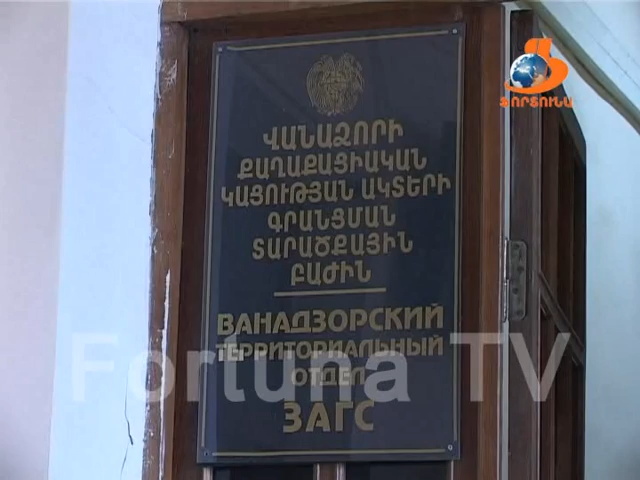 ՖՈՐՏՈՒՆԱ
ՎԱՆԱՁՈՐԻ
ՔԱՂԱՔԱՑԻԱԿԱՆ
ԿԱՑՈՒԹՅԱՆ ԱԿՏԵՐԻ
ԳՐԱՆՑՄԱՆ
ՏԱՐԱԾՔԱՅԻՆ
ԲԱԺԻՆ
ВАНАДЗОРСКИЙ
ТЕРРИТОРИАЛЬНЫЙ
ОТДЕЛ
ЗАГС
Fortuna TV